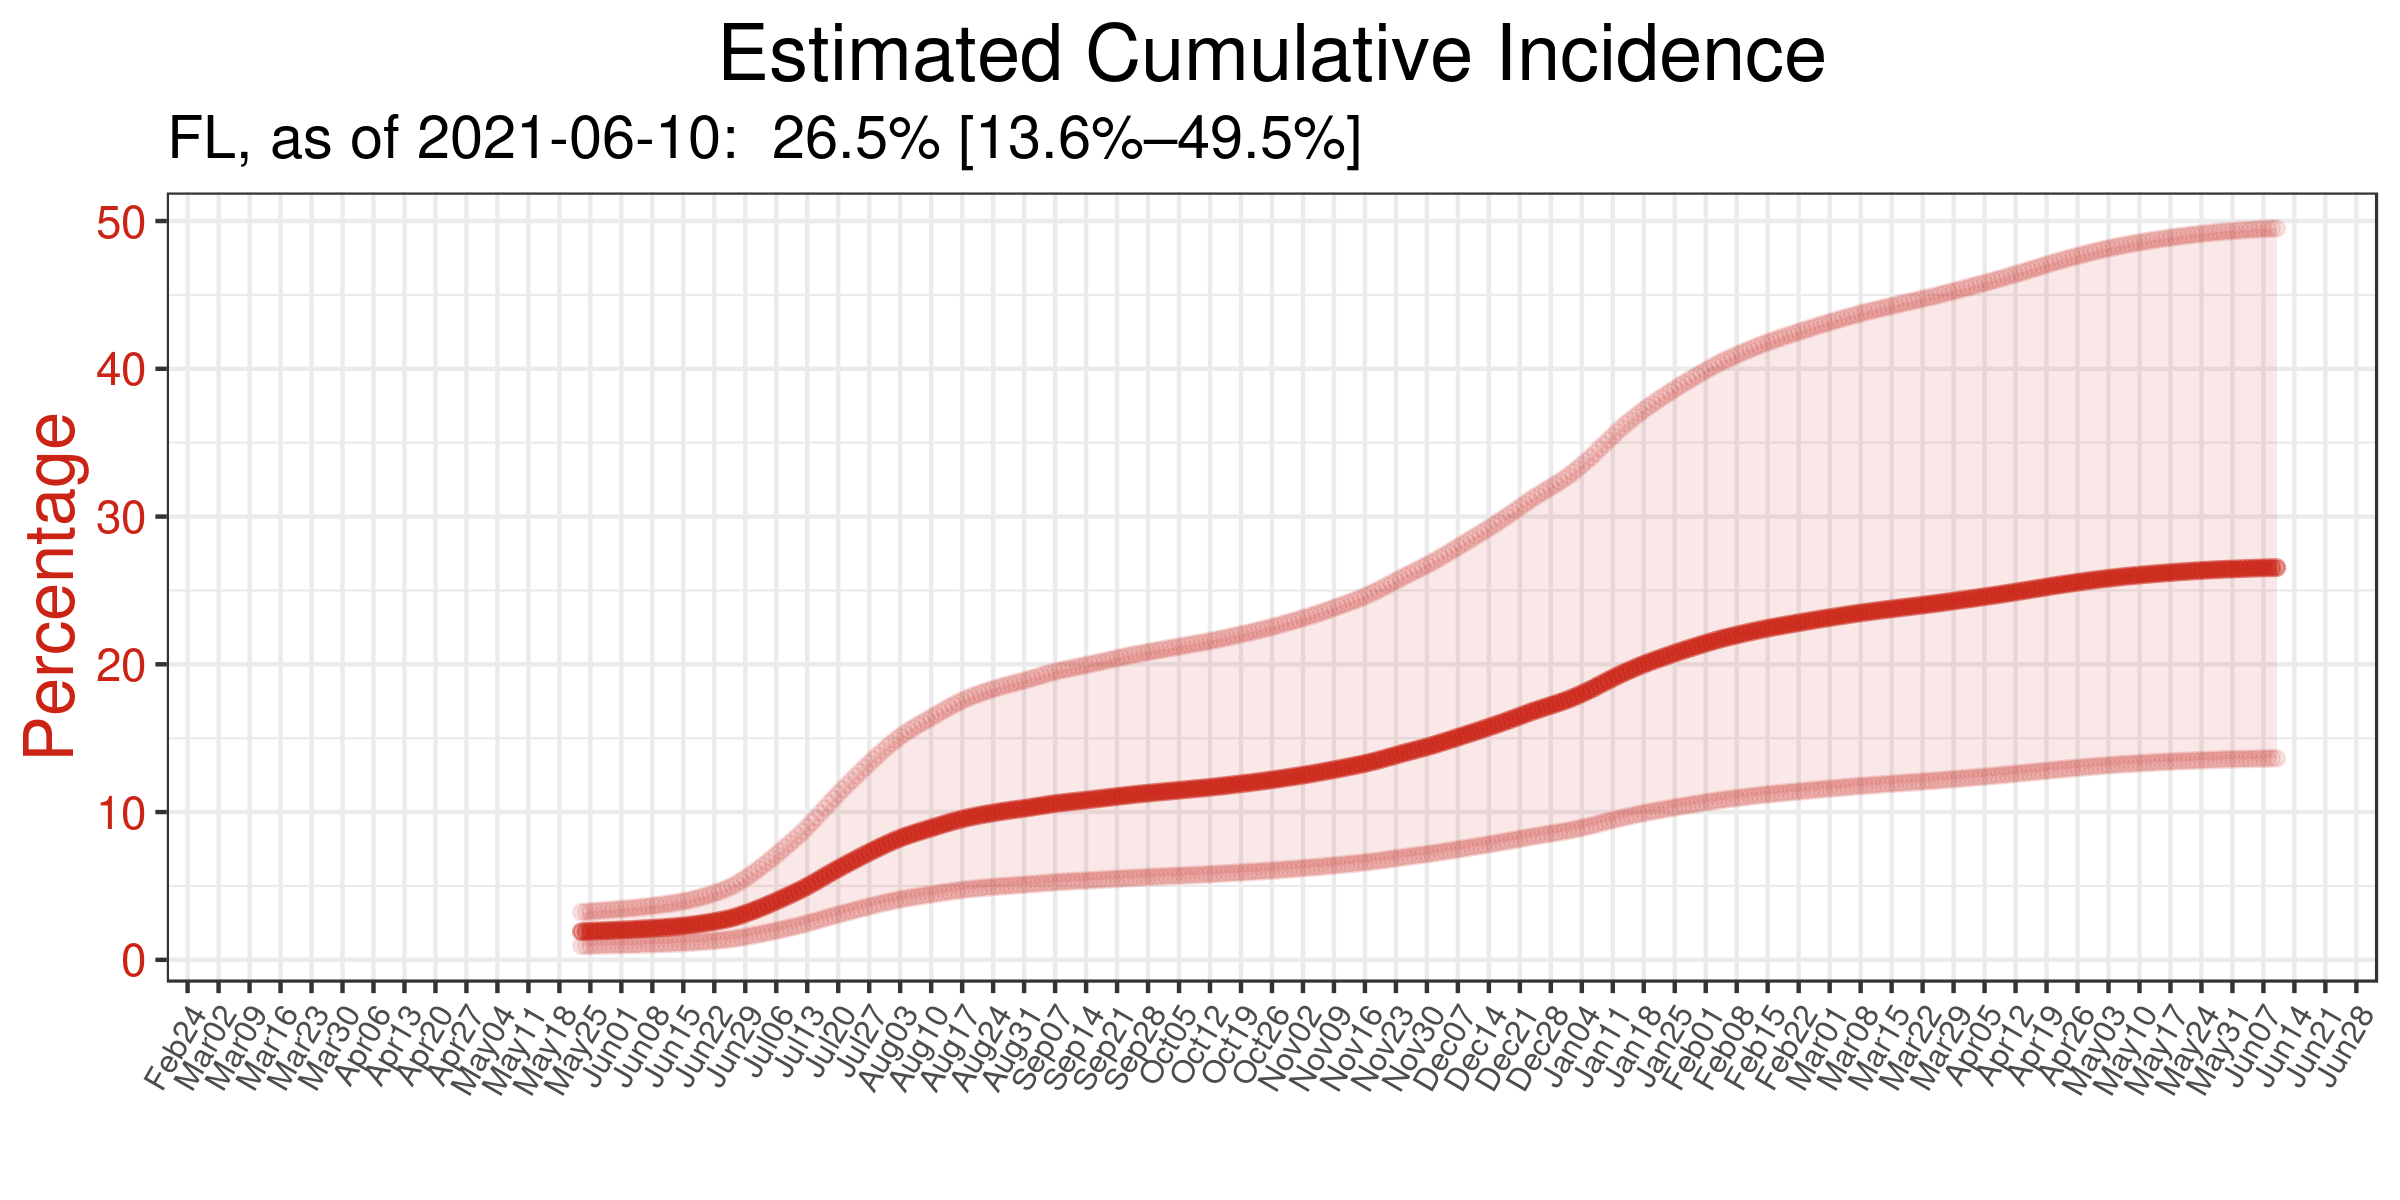 Estimated Cumulative Incidence
FL, as of 2021-06-10:  26.5% [13.6%–49.5%]
Percentage
50
40
30
20
10
0
Feb24
Mar02
Mar09
Mar16
Mar23
Mar30
Apr06
Apr13
Apr20
Apr27
May04
May11
May18
May25
Jun01
Jun08
Jun15
Jun22
Jun29
Jul06
Jul13
Jul20
Jul27
Aug03
Aug10
Aug17
Aug24
Aug31
Sep07
Sep14
Sep21
Sep28
Oct05
Oct12
Oct19
Oct26
Nov02
Nov09
Nov16
Nov23
Nov30
Dec07
Dec14
Dec21
Dec28
Jan04
Jan11
Jan18
Jan25
Feb01
Feb08
Feb15
Feb22
Mar01
Mar08
Mar15
Mar22
Mar29
Apr05
Apr12
Apr19
Apr26
May03
May10
May17
May24
May31
Jun07
Jun14
Jun21
Jun28